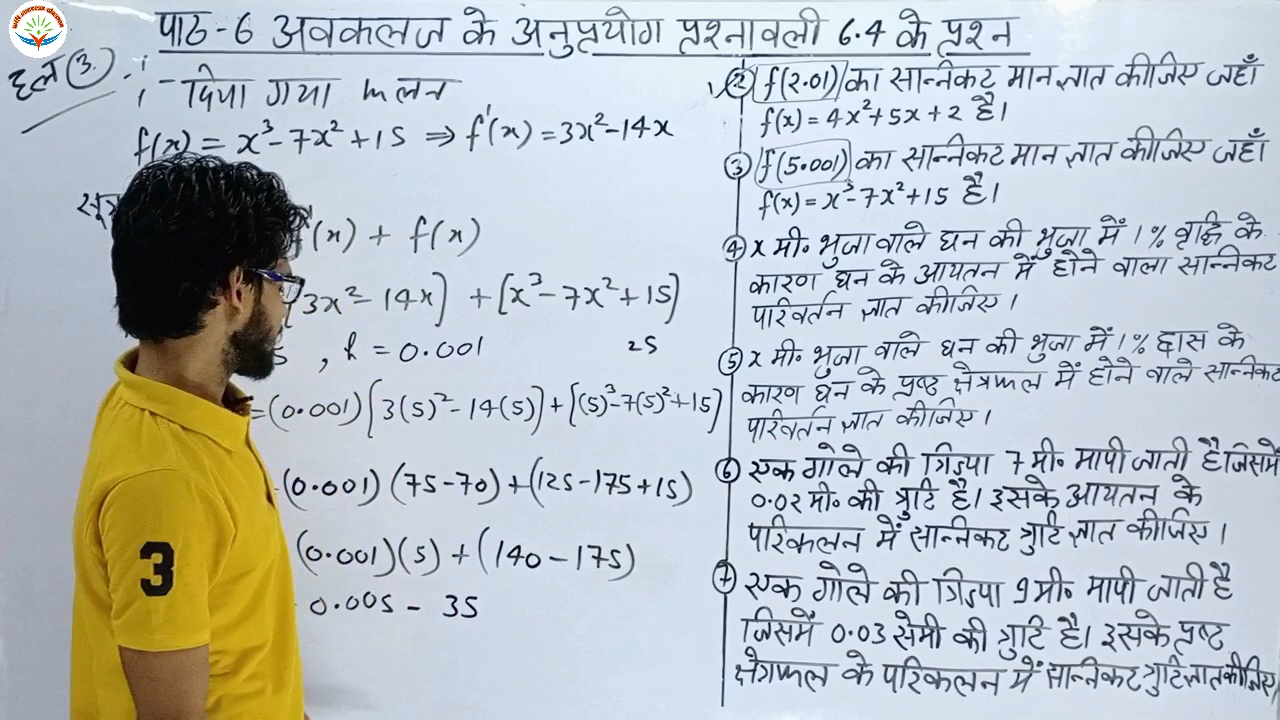 पाठ-6 अवकलज के अनुप्रयोग प्रश्नावली 6.4 के प्रश्न
हल (3.) :- दिया गया फलन
f(x) = x³-7x²+15 ⇒ f'(x) = 3x²-14x
सूत्र
'(x) + f(x)
3x²-14x] + [x³-7x²+15]
, h = 0.001
25
=(0.001)[3(5)²-14(5)]+[(5)³-7(5)²+15]
(0.001)(75-70)+(125-175+15)
(0.001)(5)+(140-175)
0.005 - 35
② f(2.01) का सान्निकट मान ज्ञात कीजिए जहाँ
f(x)=4x²+5x+2 है।
③ f(5.001) का सान्निकट मान ज्ञात कीजिए जहाँ
f(x)=x³-7x²+15 है।
④ x मी० भुजा वाले घन की भुजा में 1% वृद्धि के
कारण घन के आयतन में होने वाला सान्निकट
परिवर्तन ज्ञात कीजिए।
⑤ x मी० भुजा वाले घन की भुजा में 1% ह्रास के
कारण घन के प्रष्ठ क्षेत्रफल में होने वाले सान्निकट
परिवर्तन ज्ञात कीजिए।
⑥ एक गोले की त्रिज्या 7 मी० मापी जाती है जिसमें
0.02 मी० की त्रुटि है। इसके आयतन के
परिकलन में सान्निकट त्रुटि ज्ञात कीजिए।
⑦ एक गोले की त्रिज्या 9 मी० मापी जाती है
जिसमें 0.03 सेमी की त्रुटि है। इसके प्रष्ट
क्षेत्रफल के परिकलन में सान्निकट त्रुटि ज्ञात कीजिए
3